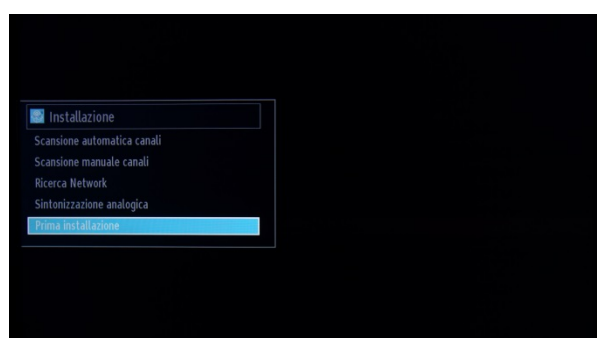 Installazione
Scansione automatica canali
Scansione manuale canali
Ricerca Network
Sintonizzazione analogica
Prima installazione